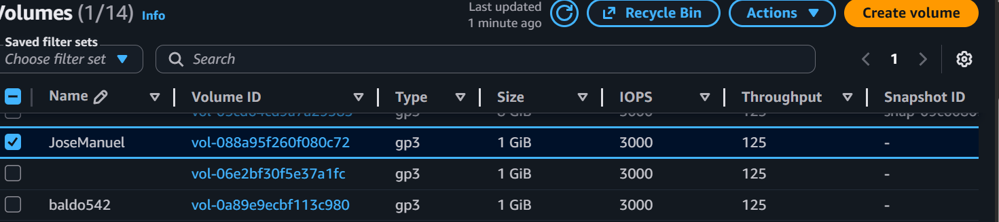 Volumes (1/14) Info
Last updated
1 minute ago
Recycle Bin
Actions
Create volume
Saved filter sets
Choose filter set
Search
1
Name Volume ID Type Size IOPS Throughput Snapshot ID
gp3 8 GiB 3000 125
JoseManuel vol-088a95f260f080c72 gp3 1 GiB 3000 125 -
vol-06e2bf30f5e37a1fc gp3 1 GiB 3000 125 -
baldo542 vol-0a89e9ecbf113c980 gp3 1 GiB 3000 125 -